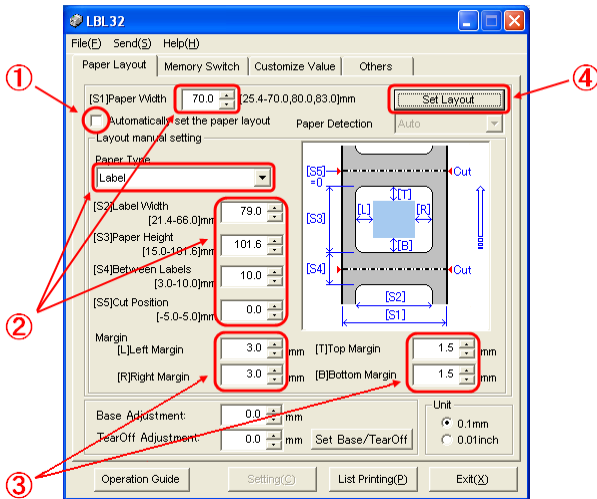 LBL32
File(F) Send(S) Help(H)
Paper Layout Memory Switch Customize Value Others
① ④
[S1]Paper Width 70.0 [25.4-70.0,80.0,83.0]mm Set Layout
Automatically set the paper layout Paper Detection Auto
Layout manual setting
Paper Type
Label
[S5] =0 [T] Cut
[S2]Label Width 79.0
[21.4-66.0]mm
[S3] [L] [R]
[S3]Paper Height 101.6
[15.0-101.6]mm
[B]
[S4]Between Labels 10.0
[3.0-10.0]mm
[S4] Cut
[S2]
②
[S5]Cut Position 0.0
[-5.0-5.0]mm
[S1]
Margin
[L]Left Margin 3.0 mm [T]Top Margin 1.5 mm
[R]Right Margin 3.0 mm [B]Bottom Margin 1.5 mm
Base Adjustment: 0.0 mm
Unit
0.1mm
TearOff Adjustment: 0.0 mm Set Base/TearOff
0.01inch
③
Operation Guide Setting(C) List Printing(P) Exit(X)